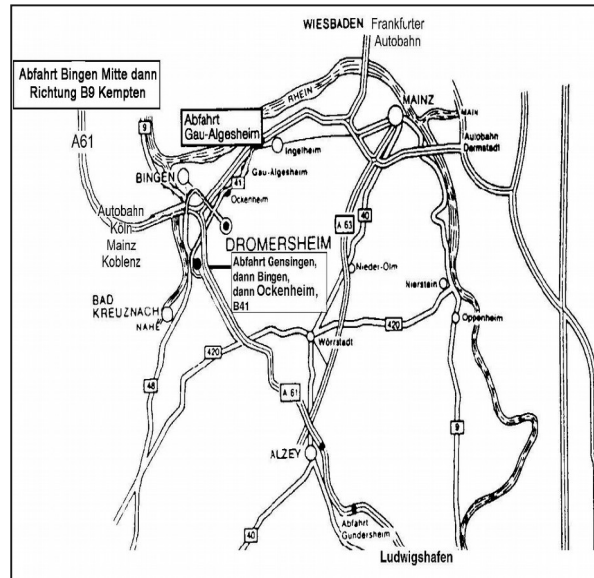 WIESBADEN
Frankfurter
Autobahn
Abfahrt Bingen Mitte dann
Richtung B9 Kempten
RHEIN
MAINZ
MAIN
Abfahrt
Gau-Algesheim
9
A61
Ingelheim
Autobahn
Darmstadt
BINGEN
41
Gau-Algesheim
Ockenheim
Autobahn
Köln
Mainz
Koblenz
40
A 63
DROMERSHEIM
Abfahrt Gensingen,
dann Bingen,
dann Ockenheim,
B41
Nieder-Olm
Nierstein
BAD
KREUZNACH
NAHE
Oppenheim
420
420
Wörrstadt
48
A 61
9
ALZEY
Abfahrt
Gundersheim
40
Ludwigshafen